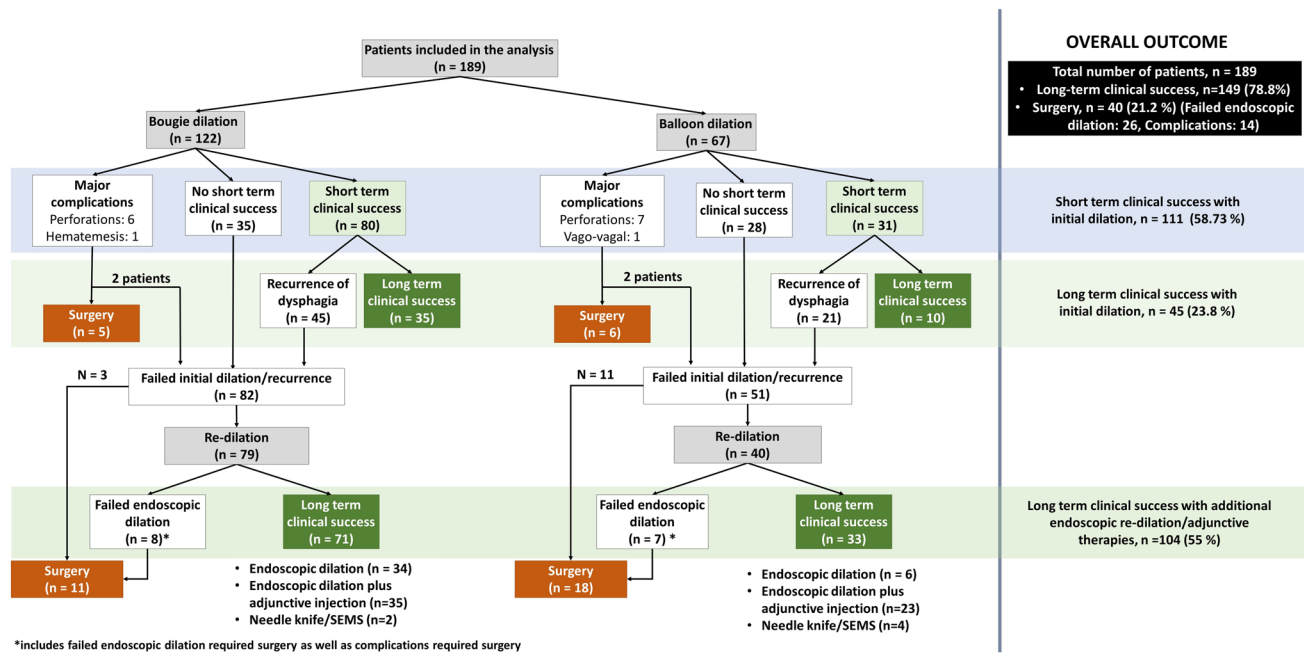 Patients included in the analysis
(n = 189)
Bougie dilation
(n = 122)
Balloon dilation
(n = 67)
Major
complications
Perforations: 6
Hematemesis: 1
No short term
clinical success
(n = 35)
Short term
clinical success
(n = 80)
Major
complications
Perforations: 7
Vago-vagal: 1
No short term
clinical success
(n = 28)
Short term
clinical success
(n = 31)
2 patients
Surgery
(n = 5)
Recurrence of
dysphagia
(n = 45)
Long term
clinical success
(n = 35)
2 patients
Surgery
(n = 6)
Recurrence of
dysphagia
(n = 21)
Long term
clinical success
(n = 10)
N = 3
Failed initial dilation/recurrence
(n = 82)
N = 11
Failed initial dilation/recurrence
(n = 51)
Re-dilation
(n = 79)
Re-dilation
(n = 40)
Failed endoscopic
dilation
(n = 8)*
Long term
clinical success
(n = 71)
Failed endoscopic
dilation
(n = 7) *
Long term
clinical success
(n = 33)
Surgery
(n = 11)
• Endoscopic dilation (n = 34)
• Endoscopic dilation plus
adjunctive injection (n=35)
• Needle knife/SEMS(n=2)
Surgery
(n = 18)
• Endoscopic dilation (n = 6)
• Endoscopic dilation plus
adjunctive injection (n=23)
• Needle knife/SEMS (n=4)
*includes failed endoscopic dilation required surgery as well as complications required surgery
OVERALL OUTCOME
Total number of patients, n = 189
• Long-term clinical success, n=149 (78.8%)
• Surgery, n = 40 (21.2 %) (Failed endoscopic
dilation: 26, Complications: 14)
Short term clinical success with
initial dilation, n = 111 (58.73 %)
Long term clinical success with
initial dilation, n = 45 (23.8 %)
Long term clinical success with additional
endoscopic re-dilation/adjunctive
therapies, n =104 (55 %)